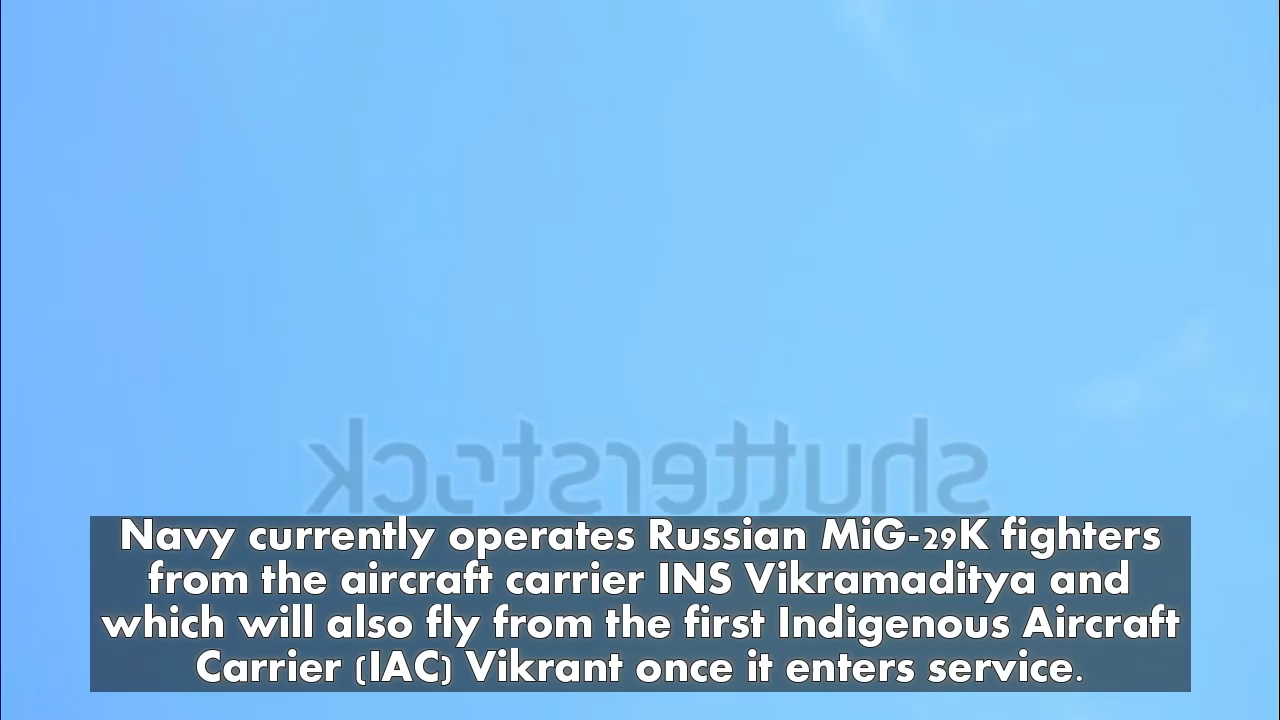 shutterstock
Navy currently operates Russian MiG-29K fighters
from the aircraft carrier INS Vikramaditya and
which will also fly from the first Indigenous Aircraft
Carrier (IAC) Vikrant once it enters service.